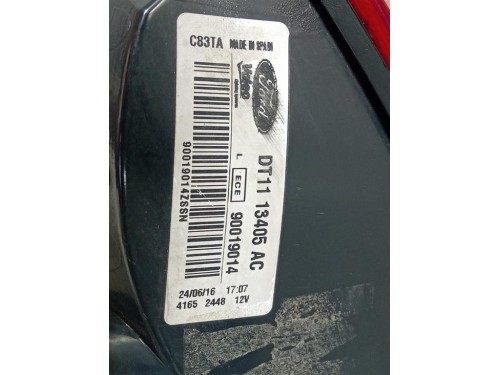 C83TA MADE IN SPAIN
Ford
Valeo
DT11 13405 AC
L ECE 90019014
90019014ZSSN
24/06/16 17:07
4165 2448 12V